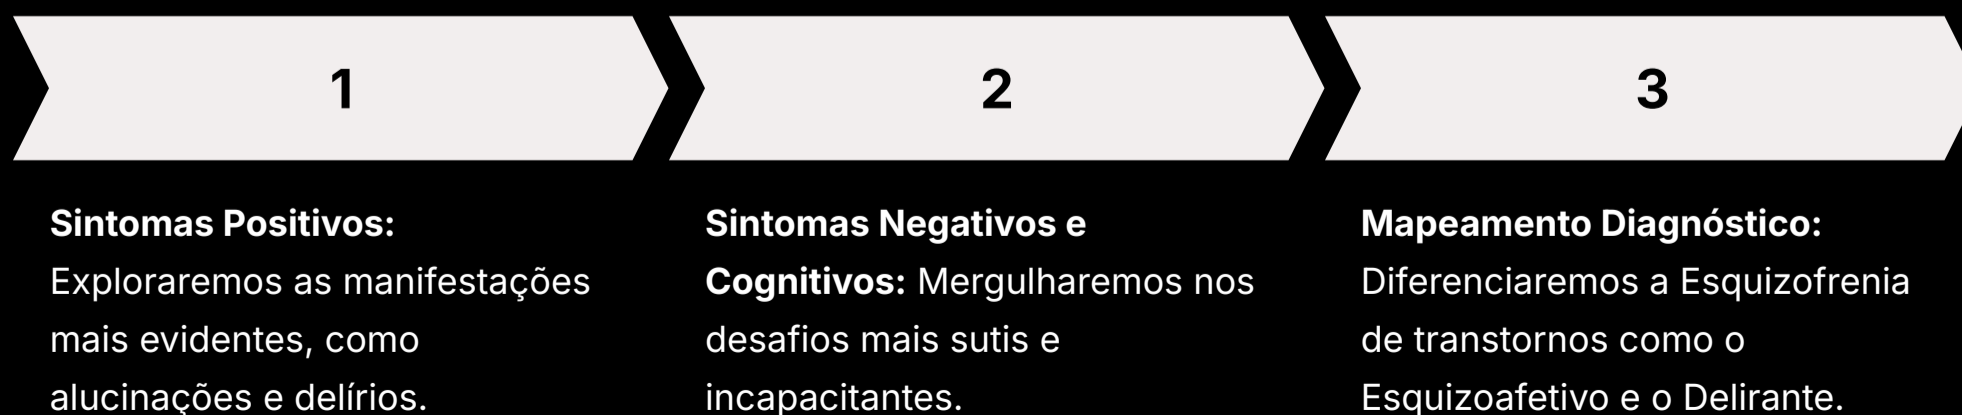 1
Sintomas Positivos:
Exploraremos as manifestações
mais evidentes, como
alucinações e delírios.
2
Sintomas Negativos e
Cognitivos: Mergulharemos nos
desafios mais sutis e
incapacitantes.
3
Mapeamento Diagnóstico:
Diferenciaremos a Esquizofrenia
de transtornos como o
Esquizoafetivo e o Delirante.